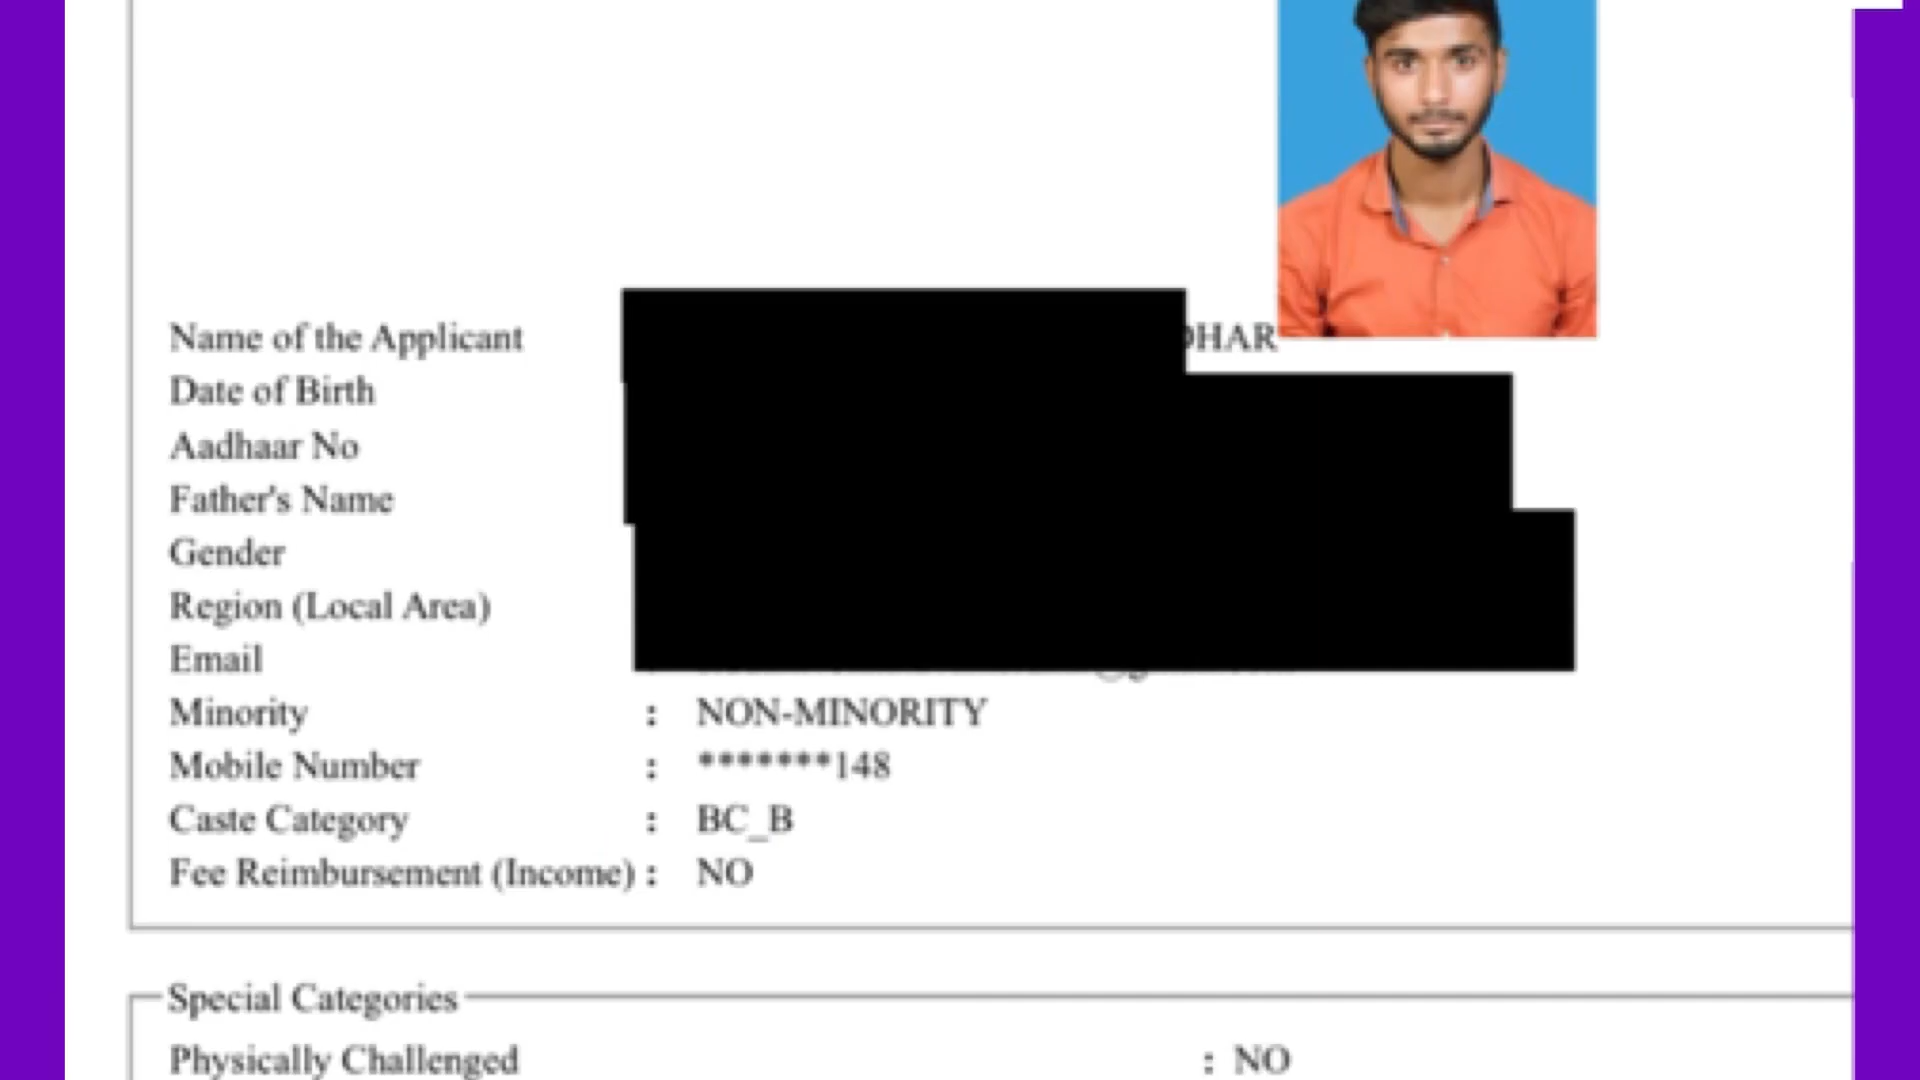 Name of the Applicant
Date of Birth
Aadhaar No
Father's Name
Gender
Region (Local Area)
Email
Minority : NON-MINORITY
Mobile Number : *******148
Caste Category : BC_B
Fee Reimbursement (Income) : NO
Special Categories
Physically Challenged : NO